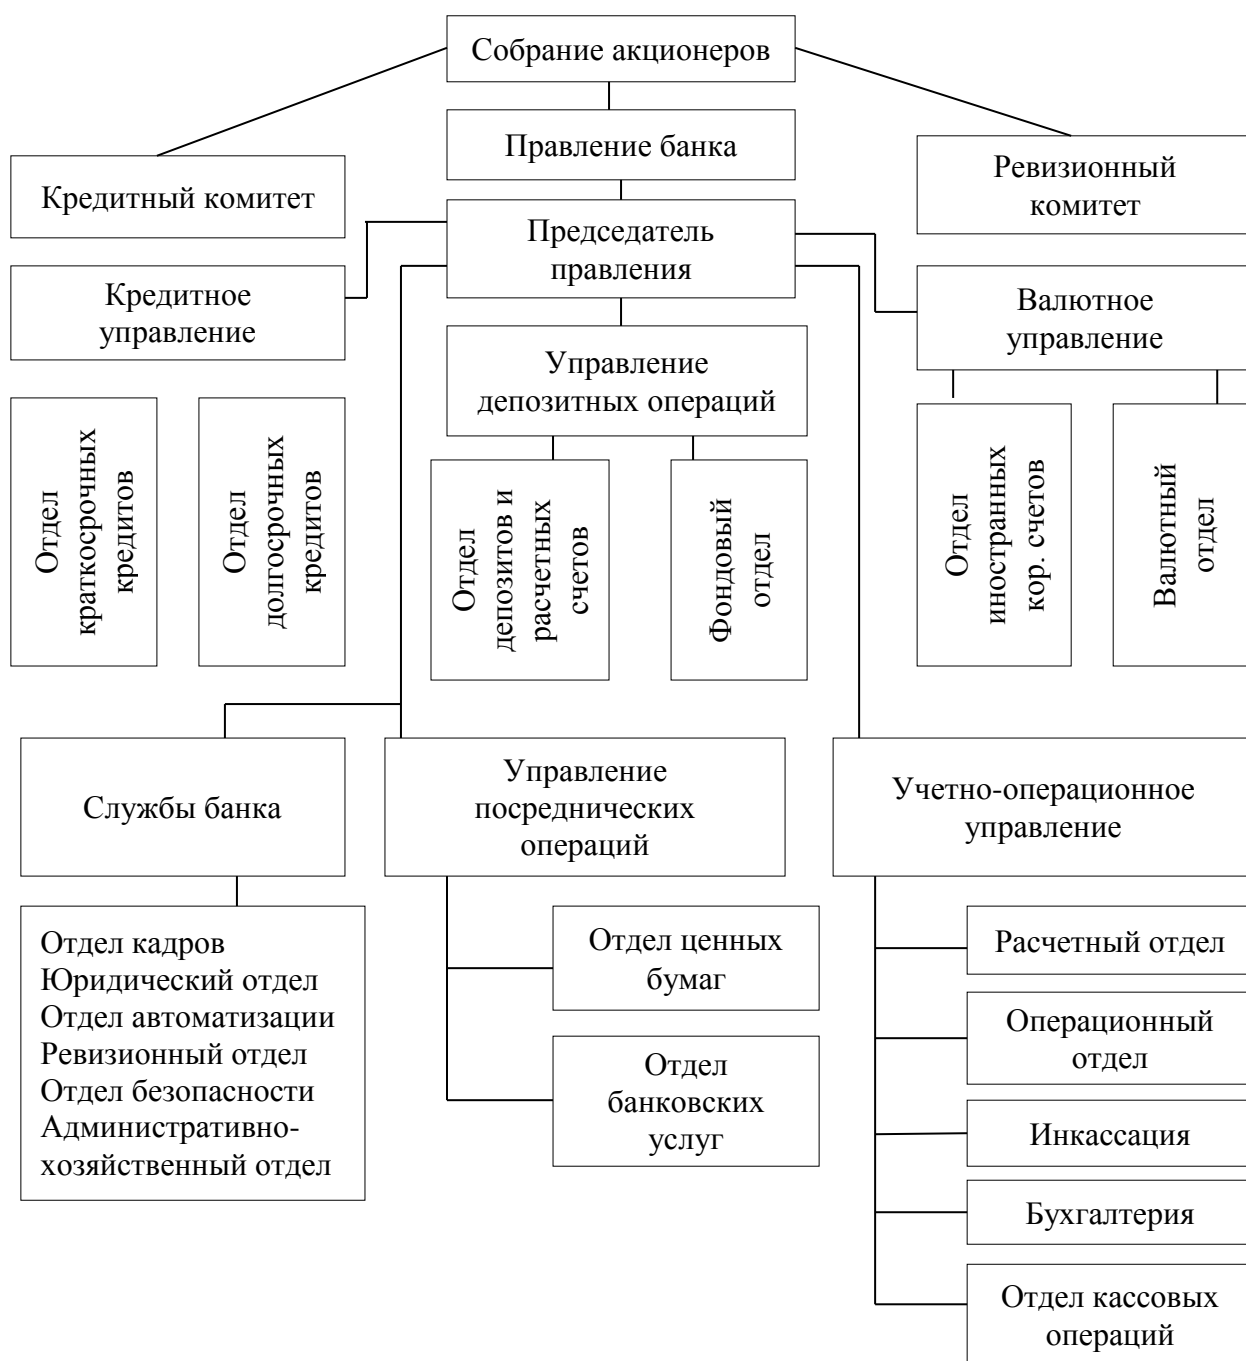 Собрание акционеров
Правление банка
Кредитный комитет
Ревизионный
комитет
Председатель
правления
Кредитное
управление
Валютное
управление
Управление
депозитных операций
Отдел
краткосрочных
кредитов
Отдел
долгосрочных
кредитов
Отдел
депозитов и
расчетных
счетов
Фондовый
отдел
Отдел
иностранных
кор. счетов
Валютный
отдел
Службы банка
Управление
посреднических
операций
Учетно-операционное
управление
Отдел кадров
Юридический отдел
Отдел автоматизации
Ревизионный отдел
Отдел безопасности
Административно-
хозяйственный отдел
Отдел ценных
бумаг
Отдел
банковских
услуг
Расчетный отдел
Операционный
отдел
Инкассация
Бухгалтерия
Отдел кассовых
операций